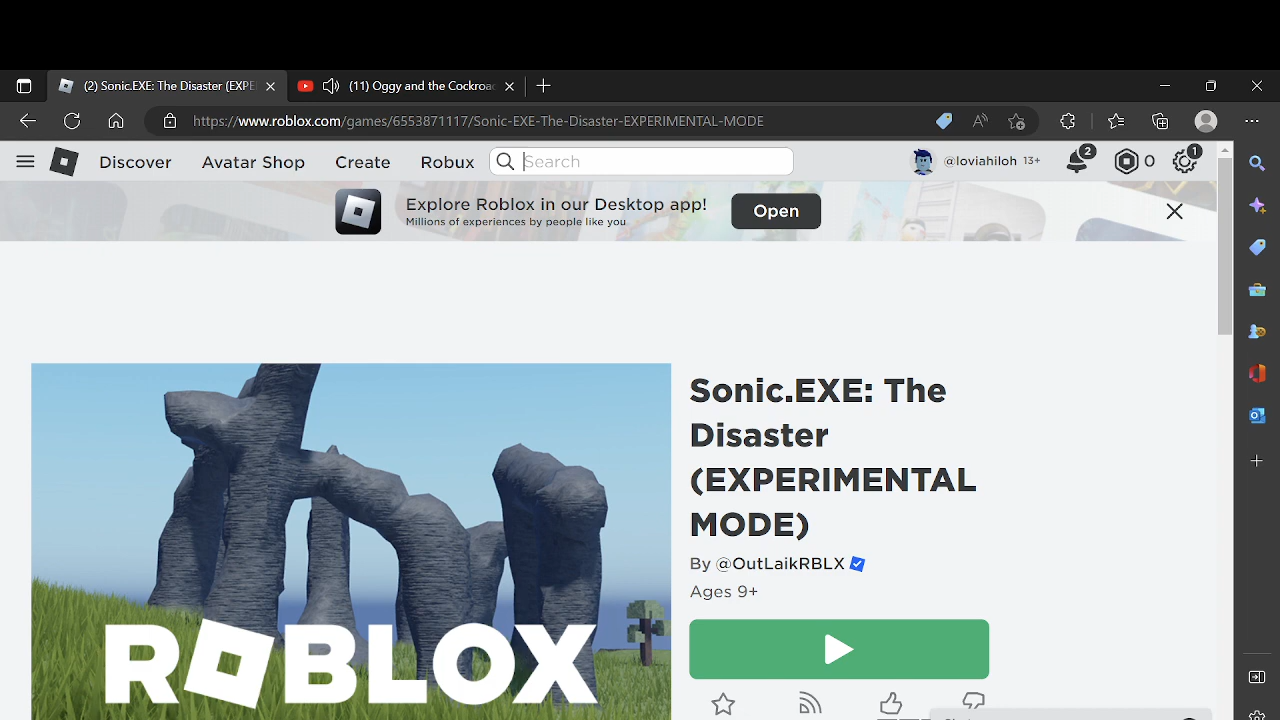 (2) Sonic.EXE: The Disaster (EXPE
(11) Oggy and the Cockroac
https://www.roblox.com/games/6553871117/Sonic-EXE-The-Disaster-EXPERIMENTAL-MODE
Discover
Avatar Shop
Create
Robux
Search
@loviahiloh 13+
2
0
1
Explore Roblox in our Desktop app!
Millions of experiences by people like you
Open
Sonic.EXE: The
Disaster
(EXPERIMENTAL
MODE)
By @OutLaikRBLX
Ages 9+
ROBLOX